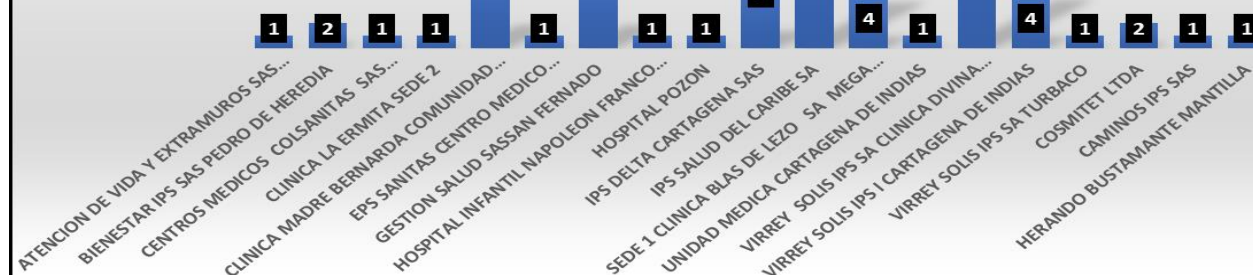 1
2
1
1
1
1
1
4
1
4
1
2
1
1
ATENCION DE VIDA Y EXTRAMUROS SAS...
BIENESTAR IPS SAS PEDRO DE HEREDIA
CENTROS MEDICOS COLSANITAS SAS...
CLINICA LA ERMITA SEDE 2
CLINICA MADRE BERNARDA COMUNIDAD...
EPS SANITAS CENTRO MEDICO...
GESTION SALUD SASSAN FERNADO
HOSPITAL INFANTIL NAPOLEON FRANCO...
HOSPITAL POZON
IPS DELTA CARTAGENA SAS
IPS SALUD DEL CARIBE SA
SEDE 1 CLINICA BLAS DE LEZO SA MEGA...
UNIDAD MEDICA CARTAGENA DE INDIAS
VIRREY SOLIS IPS SA CLINICA DIVINA...
VIRREY SOLIS IPS I CARTAGENA DE INDIAS
VIRREY SOLIS IPS SA TURBACO
COSMITET LTDA
CAMINOS IPS SAS
HERANDO BUSTAMANTE MANTILLA